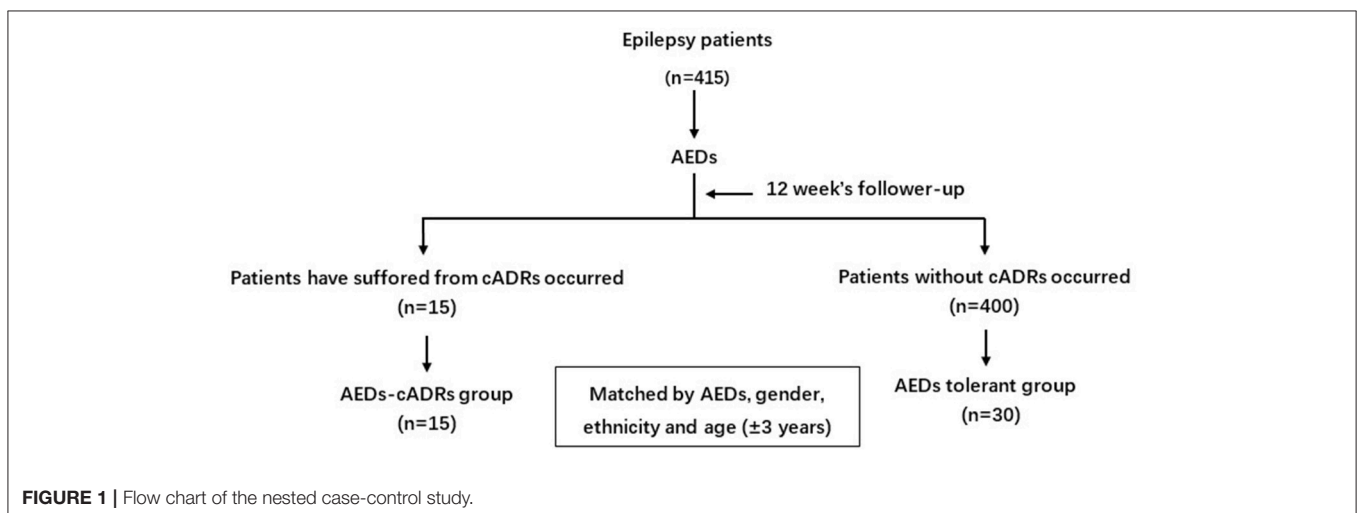 Epilepsy patients
(n=415)
AEDs
12 week's follower-up
Patients have suffored from cADRs occurred
(n=15)
Patients without cADRs occurred
(n=400)
AEDs-cADRs group
(n=15)
Matched by AEDs, gender,
ethnicity and age (±3 years)
AEDs tolerant group
(n=30)
FIGURE 1 | Flow chart of the nested case-control study.